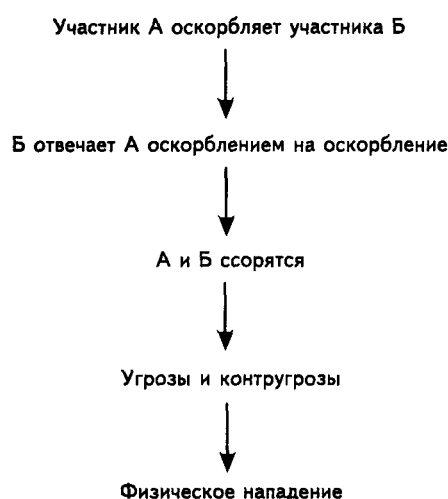 Участник А оскорбляет участника Б
Б отвечает А оскорблением на оскорбление
А и Б ссорятся
Угрозы и контругрозы
Физическое нападение